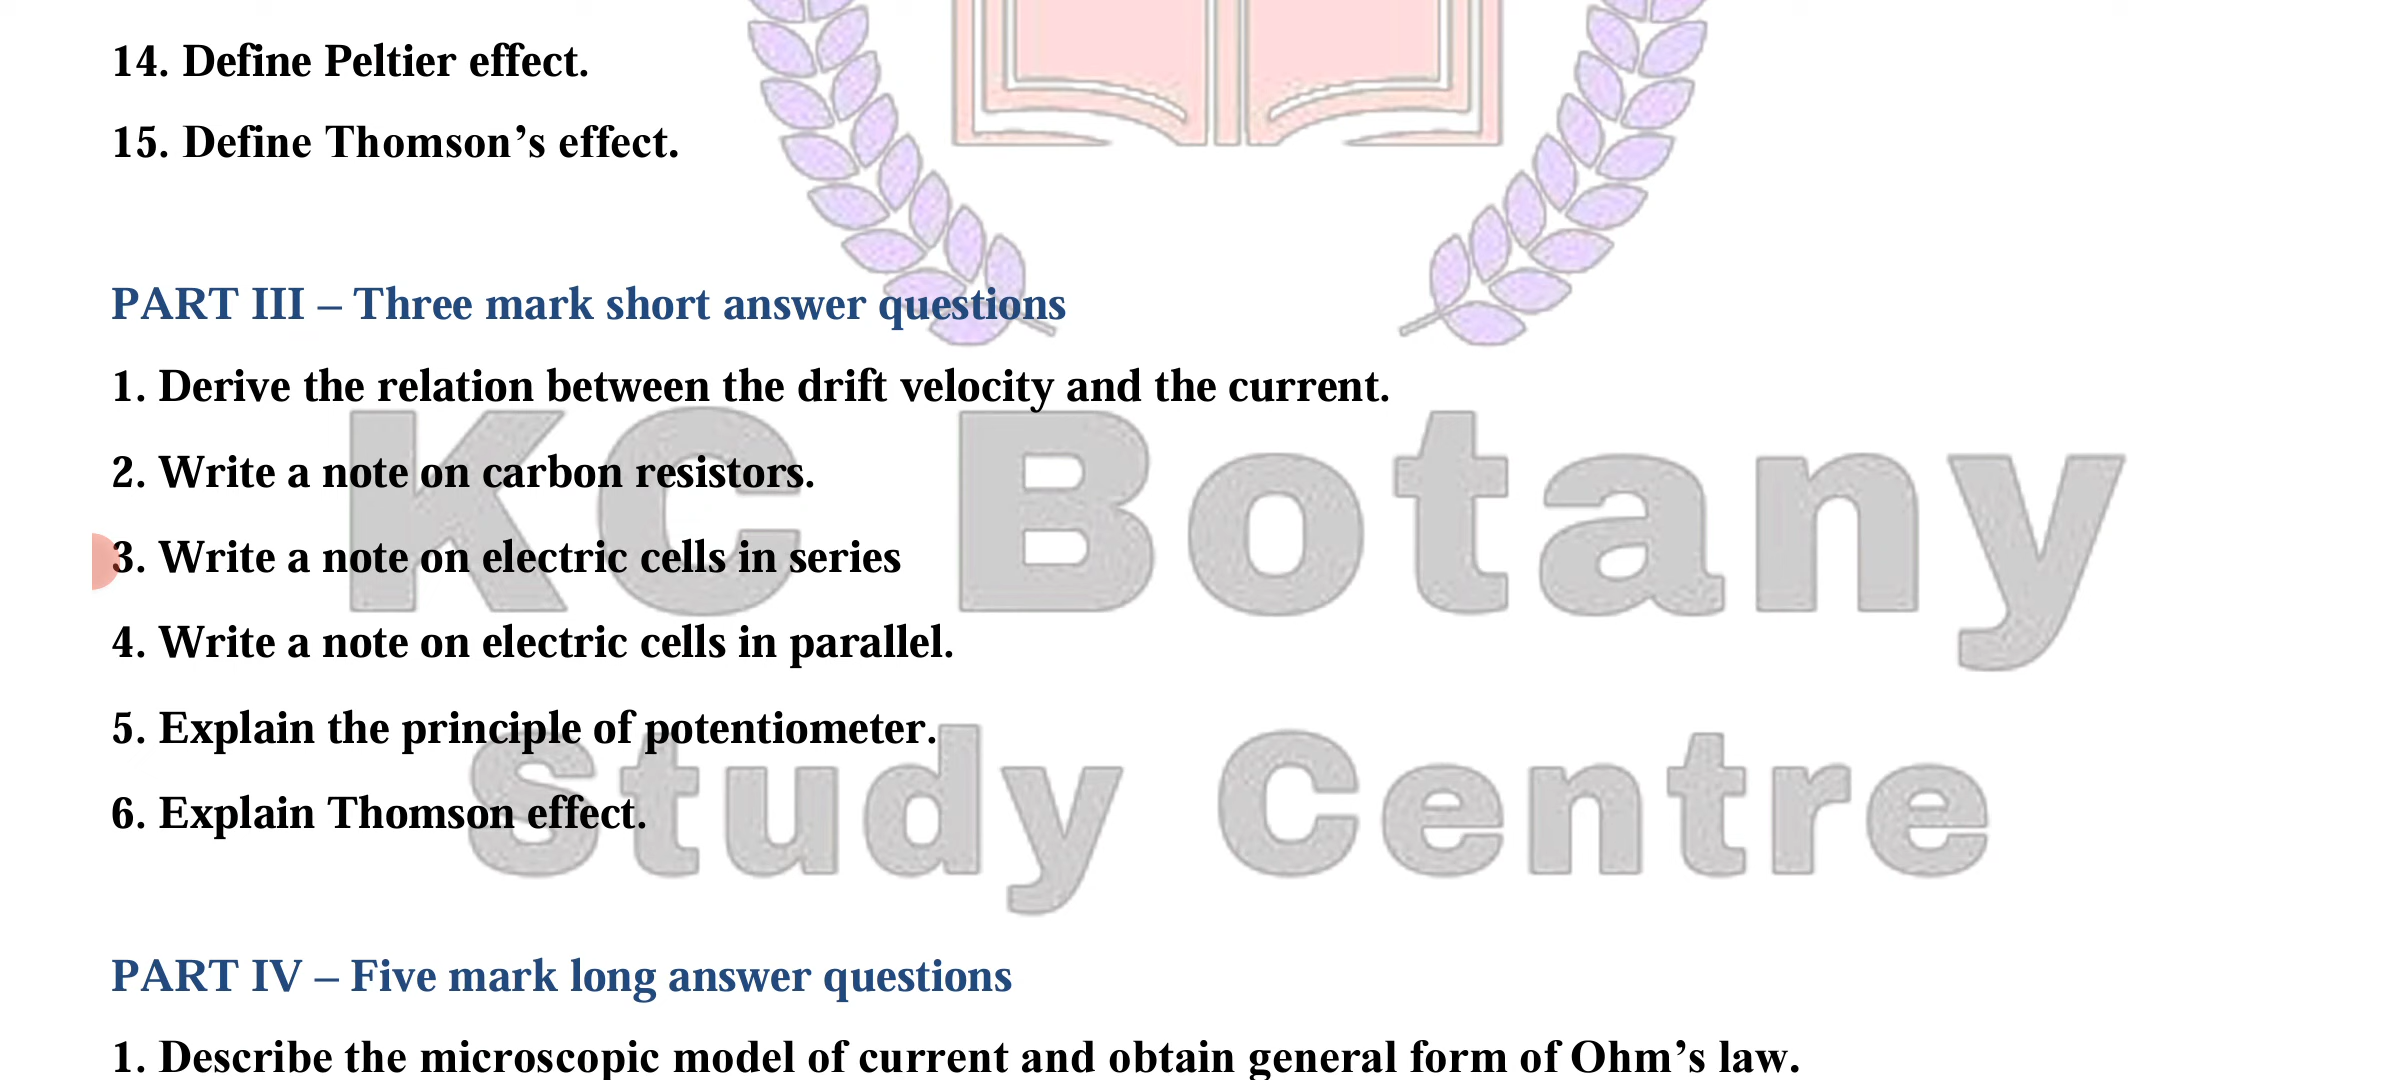 14. Define Peltier effect.
15. Define Thomson’s effect.
PART III – Three mark short answer questions
1. Derive the relation between the drift velocity and the current.
2. Write a note on carbon resistors.
3. Write a note on electric cells in series
4. Write a note on electric cells in parallel.
5. Explain the principle of potentiometer.
6. Explain Thomson effect.
KC Botany
Study Centre
PART IV – Five mark long answer questions
1. Describe the microscopic model of current and obtain general form of Ohm’s law.